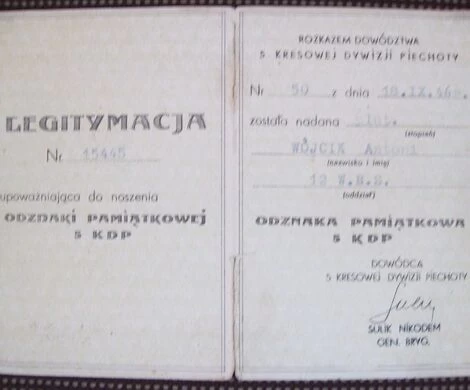 LEGITYMACJA
Nr 15445
upoważniająca do noszenia
ODZNAKI PAMIĄTKOWEJ
5 KDP
ROZKAZEM DOWÓDZTWA
5 KRESOWEJ DYWIZJI PIECHOTY
Nr 50 z dnia 18.IX.46r.
została nadana
(stopień)
WÓJCIK Antoni
(nazwisko i imię)
12 W.B.S.
(oddział)
ODZNAKA PAMIĄTKOWA
5 KDP
DOWÓDCA
5 KRESOWEJ DYWIZJI PIECHOTY
SULIK NIKODEM
GEN. BRYG.